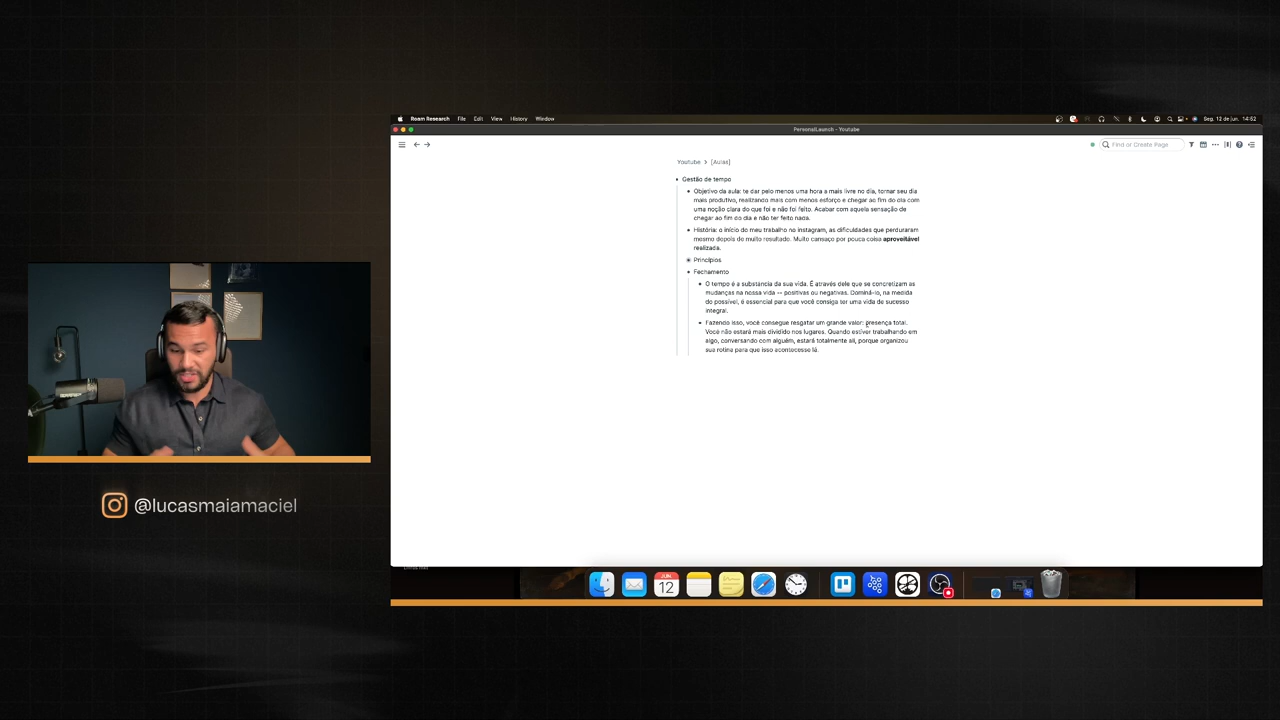 Roam Research File Edit View History Window
Seg. 12 de jun. 14:52
PersonalLaunch - Youtube
Find or Create Page
Youtube > [Aulas]
Gestão de tempo
Objetivo da aula: te dar pelo menos uma hora a mais livre no dia, tornar seu dia
mais produtivo, realizando mais com menos esforço e chegar ao fim do dia com
uma noção clara do que foi e não foi feito. Acabar com aquela sensação de
chegar ao fim do dia e não ter feito nada.
História: o início do meu trabalho no instagram, as dificuldades que perduraram
mesmo depois de muito resultado. Muito cansaço por pouca coisa aproveitável
realizada.
Princípios
Fechamento
O tempo é a substancia da sua vida. É através dele que se concretizam as
mudanças na nossa vida -- positivas ou negativas. Dominá-lo, na medida
do possível, é essencial para que você consiga ter uma vida de sucesso
integral.
Fazendo isso, você consegue resgatar um grande valor: presença total.
Você não estará mais dividido nos lugares. Quando estiver trabalhando em
algo, conversando com alguém, estará totalmente ali, porque organizou
sua rotina para que isso acontecesse lá.
@lucasmaiamaciel
JUN
12